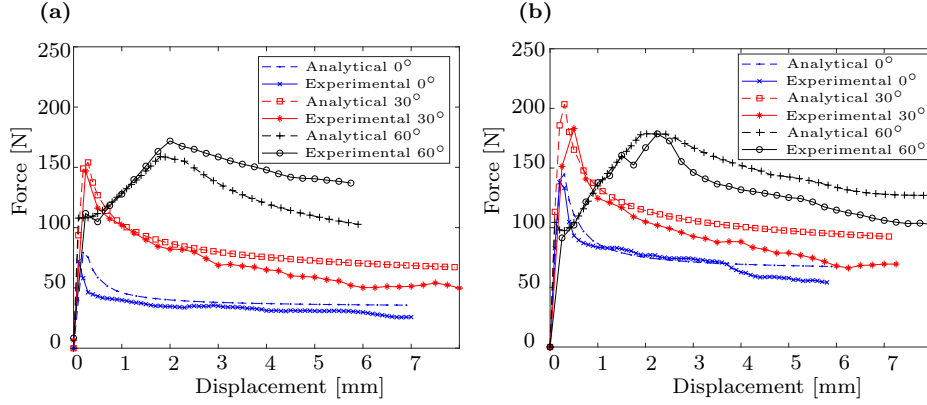 (a)
250
200
150
100
50
0
Force [N]
0 1 2 3 4 5 6 7
Displacement [mm]
Analytical 0°
Experimental 0°
Analytical 30°
Experimental 30°
Analytical 60°
Experimental 60°
(b)
250
200
150
100
50
0
Force [N]
0 1 2 3 4 5 6 7
Displacement [mm]
Analytical 0°
Experimental 0°
Analytical 30°
Experimental 30°
Analytical 60°
Experimental 60°